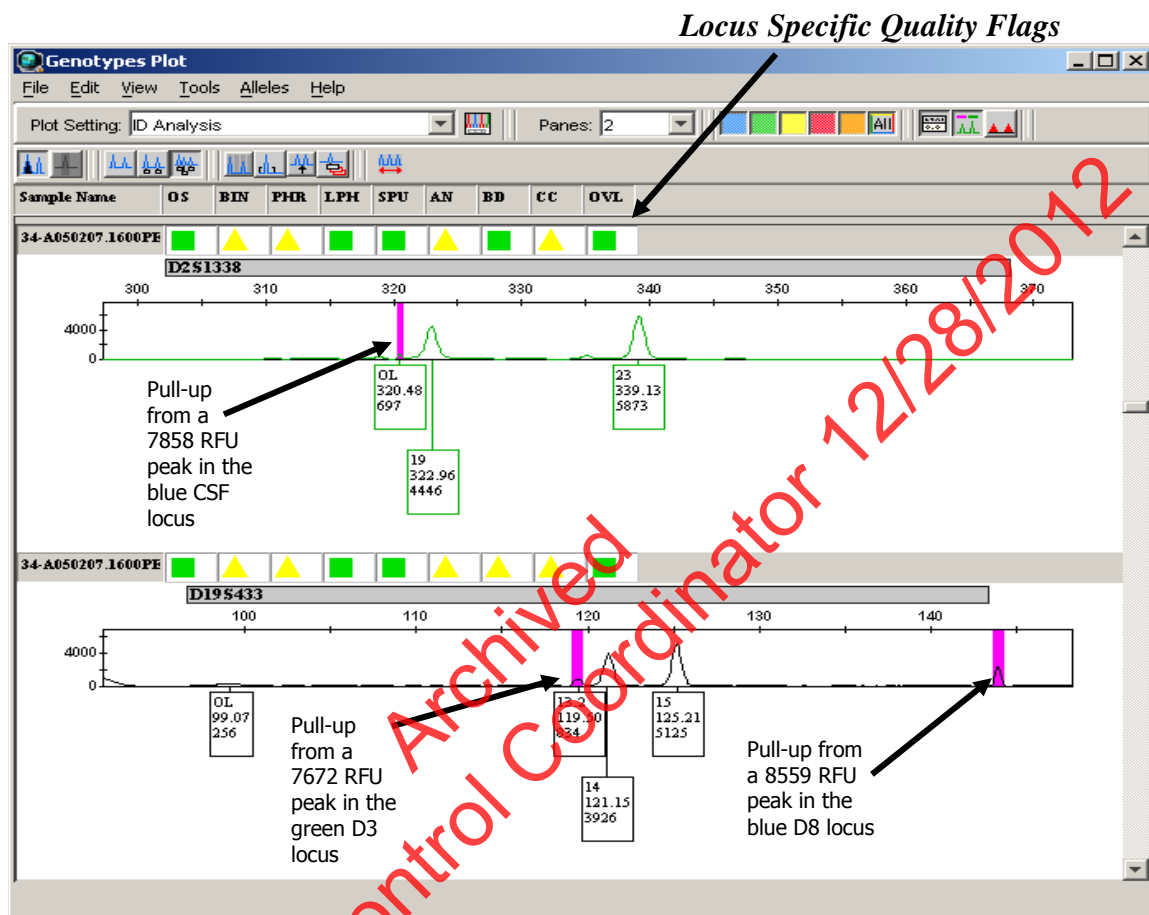 Locus Specific Quality Flags
Genotypes Plot
File Edit View Tools Alleles Help
Plot Setting: ID Analysis Panes: 2 All
Sample Name OS BIN PHR LPH SPU AN BD CC OVL
34-A050207.1600PE
D2S1338
300 310 320 330 340 350 360 370
4000
0
OL
320.48
697
23
339.13
5873
19
322.96
4446
Pull-up
from a
7858 RFU
peak in the
blue CSF
locus
34-A050207.1600PE
D19S433
100 110 120 130 140
4000
0
OL
99.07
256
13.2
119.50
834
15
125.21
5125
14
121.15
3926
Pull-up
from a
7672 RFU
peak in the
green D3
locus
Pull-up from
a 8559 RFU
peak in the
blue D8 locus
Archived
ontrol Coordinator 12/28/2012